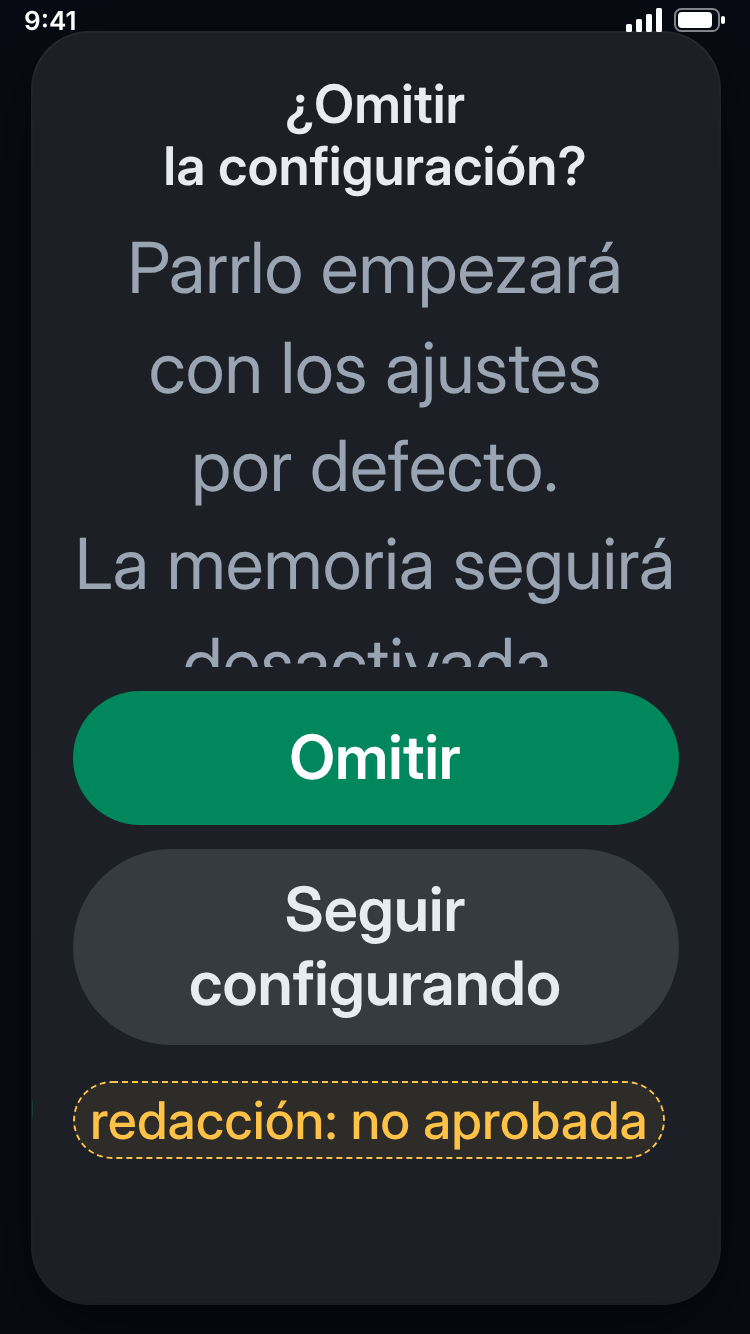 9:41
¿Omitir
la configuración?
Parrlo empezará
con los ajustes
por defecto.
La memoria seguirá
desactivada
Omitir
Seguir
configurando
redacción: no aprobada